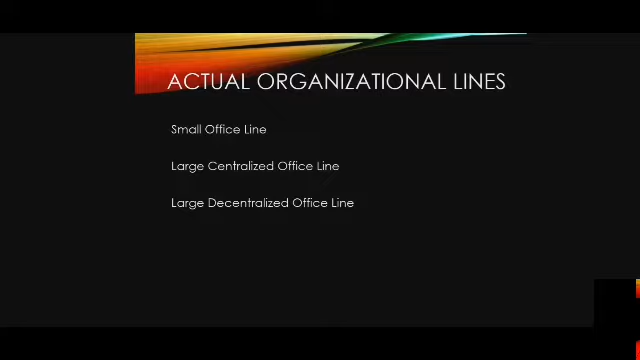 ACTUAL ORGANIZATIONAL LINES
Small Office Line
Large Centralized Office Line
Large Decentralized Office Line